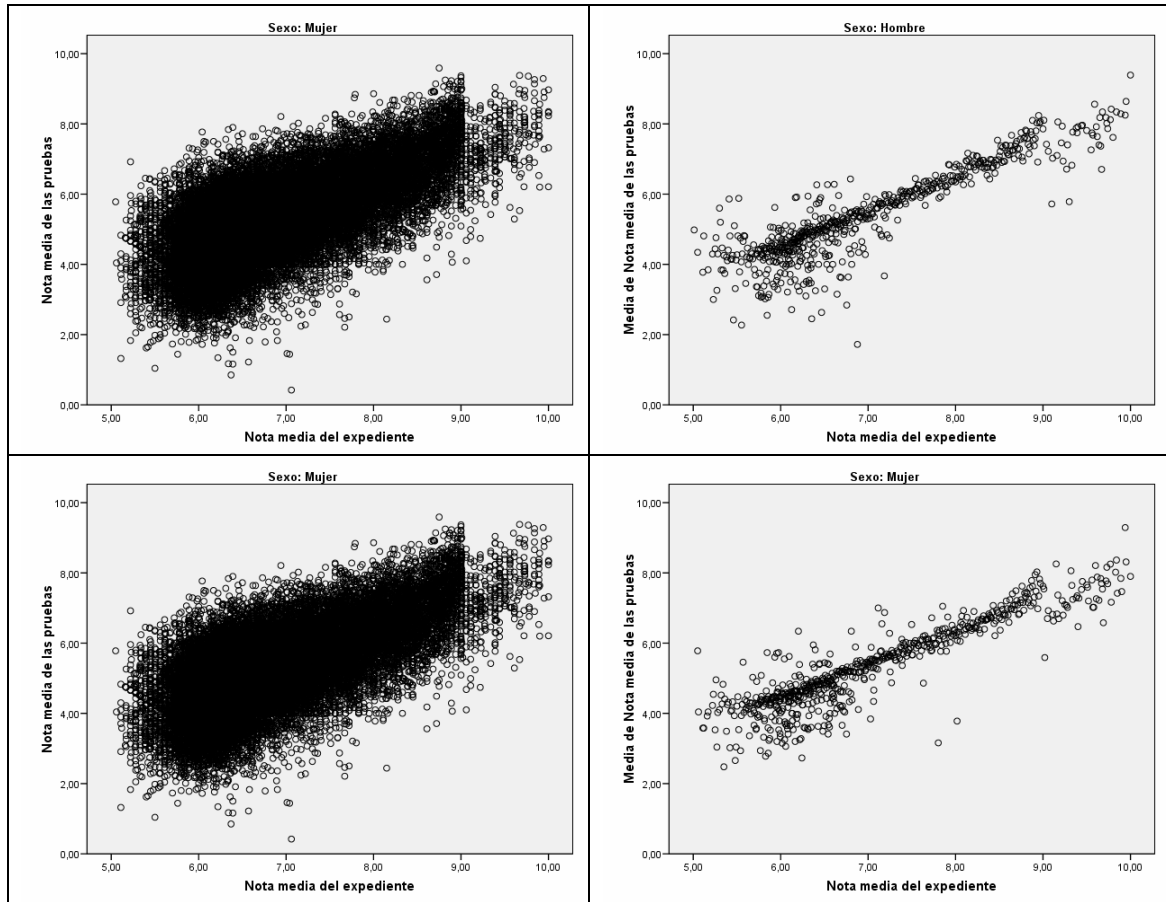 Sexo: Mujer
Nota media de las pruebas
10,00
8,00
6,00
4,00
2,00
0,00
5,00 6,00 7,00 8,00 9,00 10,00
Nota media del expediente
Sexo: Hombre
Media de Nota media de las pruebas
10,00
8,00
6,00
4,00
2,00
0,00
5,00 6,00 7,00 8,00 9,00 10,00
Nota media del expediente
Sexo: Mujer
Nota media de las pruebas
10,00
8,00
6,00
4,00
2,00
0,00
5,00 6,00 7,00 8,00 9,00 10,00
Nota media del expediente
Sexo: Mujer
Media de Nota media de las pruebas
10,00
8,00
6,00
4,00
2,00
0,00
5,00 6,00 7,00 8,00 9,00 10,00
Nota media del expediente